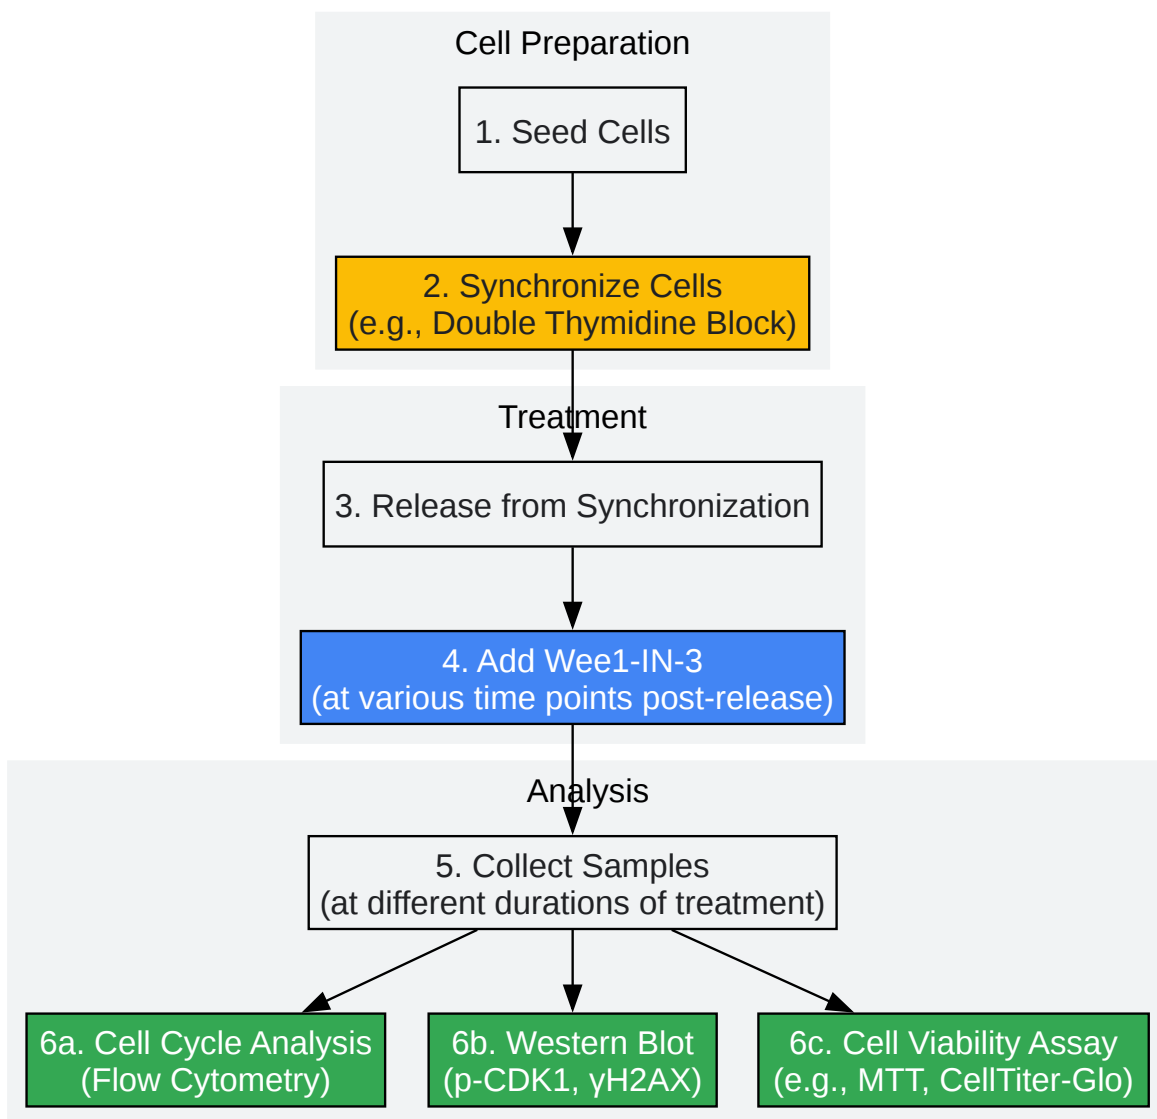 Cell Preparation
1. Seed Cells
2. Synchronize Cells
(e.g., Double Thymidine Block)
Treatment
3. Release from Synchronization
4. Add Wee1-IN-3
(at various time points post-release)
Analysis
5. Collect Samples
(at different durations of treatment)
6a. Cell Cycle Analysis
(Flow Cytometry)
6b. Western Blot
(p-CDK1, γH2AX)
6c. Cell Viability Assay
(e.g., MTT, CellTiter-Glo)